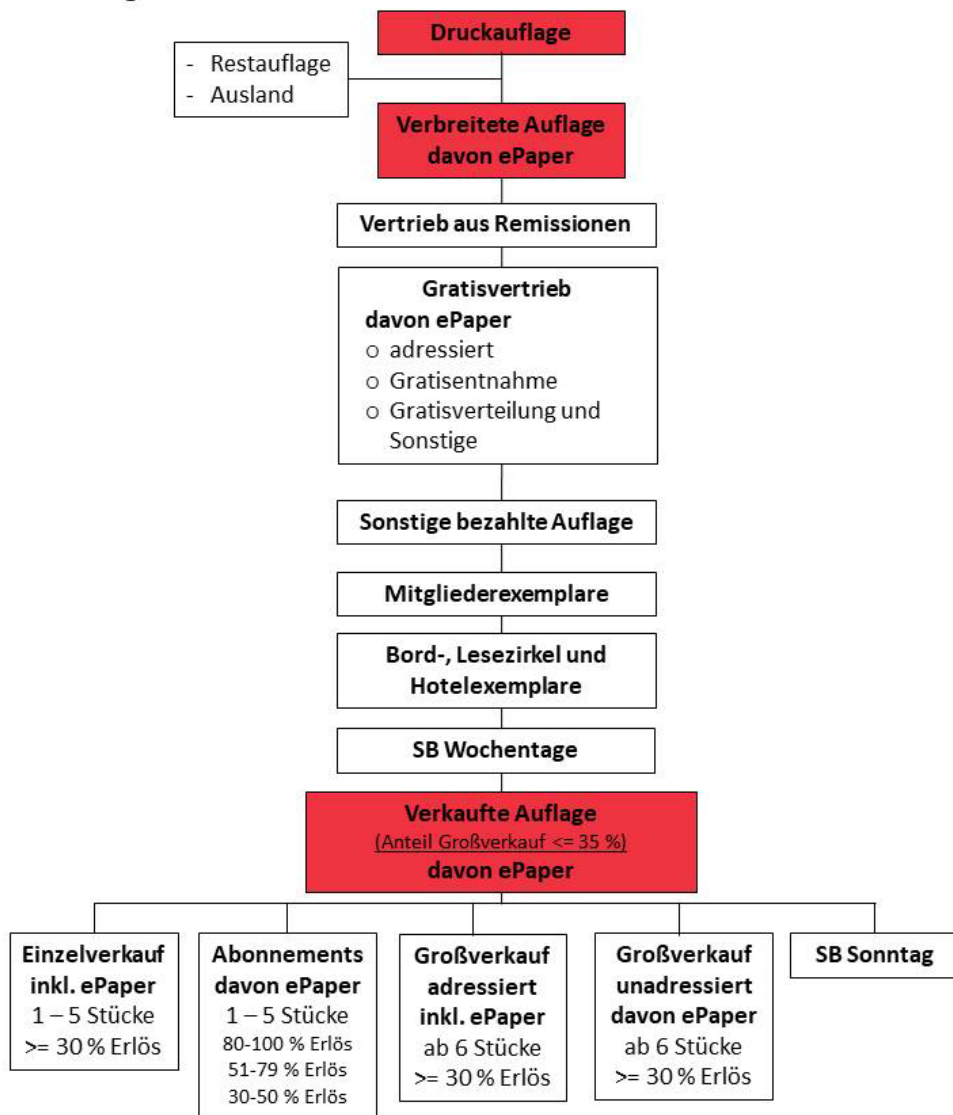 Druckauflage
- Restauflage
- Ausland
Verbreitete Auflage
davon ePaper
Vertrieb aus Remissionen
Gratisvertrieb
davon ePaper
o adressiert
o Gratisentnahme
o Gratisverteilung und
Sonstige
Sonstige bezahlte Auflage
Mitgliederexemplare
Bord-, Lesezirkel und
Hotelexemplare
SB Wochentage
Verkaufte Auflage
(Anteil Großverkauf <= 35 %)
davon ePaper
Einzelverkauf
inkl. ePaper
1 – 5 Stücke
>= 30 % Erlös
Abonnements
davon ePaper
1 – 5 Stücke
80-100 % Erlös
51-79 % Erlös
30-50 % Erlös
Großverkauf
adressiert
inkl. ePaper
ab 6 Stücke
>= 30 % Erlös
Großverkauf
unadressiert
davon ePaper
ab 6 Stücke
>= 30 % Erlös
SB Sonntag